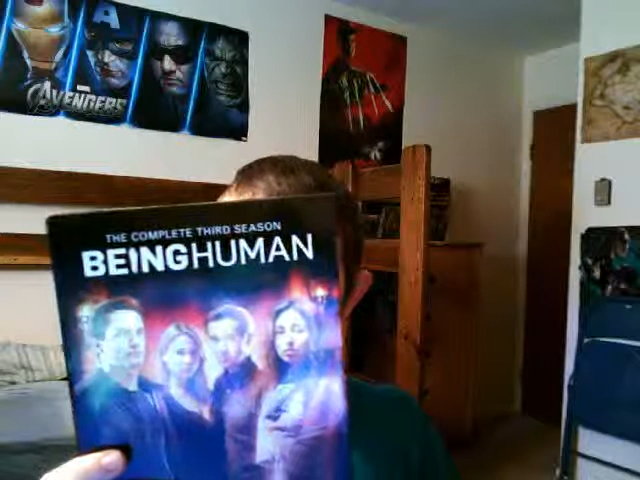 A
AVENGERS
THE COMPLETE THIRD SEASON
BEINGHUMAN